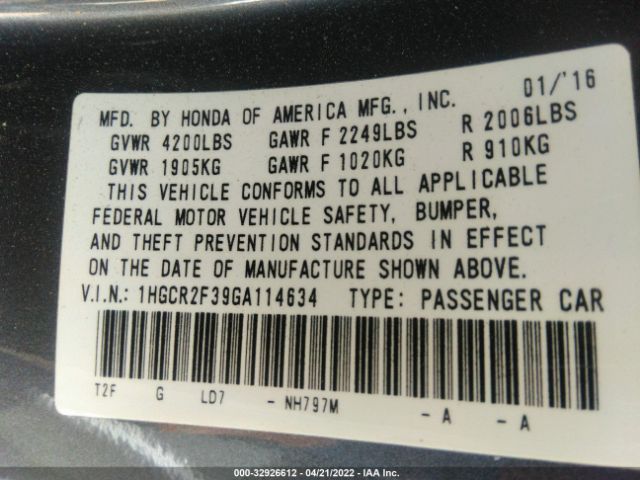 01/'16
MFD. BY HONDA OF AMERICA MFG., INC.
GVWR 4200LBS GAWR F 2249LBS R 2006LBS
GVWR 1905KG GAWR F 1020KG R 910KG
THIS VEHICLE CONFORMS TO ALL APPLICABLE
FEDERAL MOTOR VEHICLE SAFETY, BUMPER,
AND THEFT PREVENTION STANDARDS IN EFFECT
ON THE DATE OF MANUFACTURE SHOWN ABOVE.
V.I.N.: 1HGCR2F39GA114634 TYPE: PASSENGER CAR
T2F G LD7 - NH797M - A - A
000-32926612 - 04/21/2022 - IAA Inc.